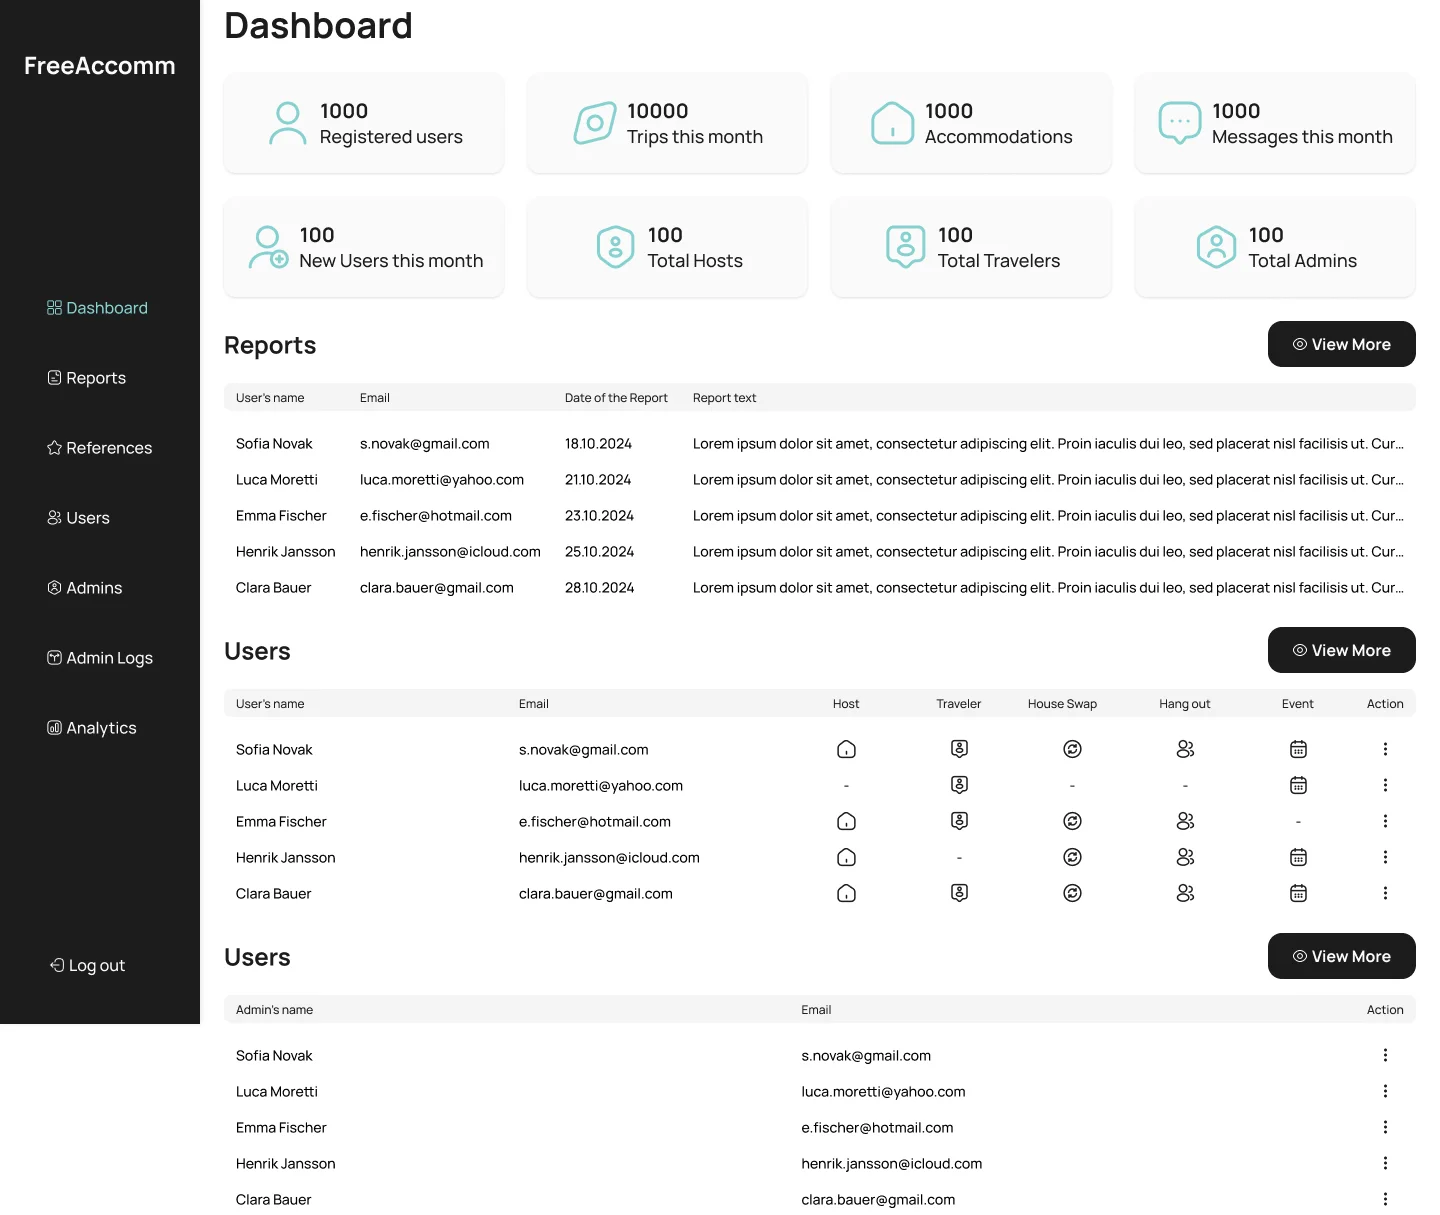 FreeAccomm
Dashboard
Reports
References
Users
Admins
Admin Logs
Analytics
Log out
Dashboard
1000
Registered users
10000
Trips this month
1000
Accommodations
1000
Messages this month
100
New Users this month
100
Total Hosts
100
Total Travelers
100
Total Admins
Reports
View More
User's name Email Date of the Report Report text
Sofia Novak s.novak@gmail.com 18.10.2024 Lorem ipsum dolor sit amet, consectetur adipiscing elit. Proin iaculis dui leo, sed placerat nisl facilisis ut. Cur...
Luca Moretti luca.moretti@yahoo.com 21.10.2024 Lorem ipsum dolor sit amet, consectetur adipiscing elit. Proin iaculis dui leo, sed placerat nisl facilisis ut. Cur...
Emma Fischer e.fischer@hotmail.com 23.10.2024 Lorem ipsum dolor sit amet, consectetur adipiscing elit. Proin iaculis dui leo, sed placerat nisl facilisis ut. Cur...
Henrik Jansson henrik.jansson@icloud.com 25.10.2024 Lorem ipsum dolor sit amet, consectetur adipiscing elit. Proin iaculis dui leo, sed placerat nisl facilisis ut. Cur...
Clara Bauer clara.bauer@gmail.com 28.10.2024 Lorem ipsum dolor sit amet, consectetur adipiscing elit. Proin iaculis dui leo, sed placerat nisl facilisis ut. Cur...
Users
View More
User's name Email Host Traveler House Swap Hang out Event Action
Sofia Novak s.novak@gmail.com
Luca Moretti luca.moretti@yahoo.com - - -
Emma Fischer e.fischer@hotmail.com -
Henrik Jansson henrik.jansson@icloud.com -
Clara Bauer clara.bauer@gmail.com
Users
View More
Admin's name Email Action
Sofia Novak s.novak@gmail.com
Luca Moretti luca.moretti@yahoo.com
Emma Fischer e.fischer@hotmail.com
Henrik Jansson henrik.jansson@icloud.com
Clara Bauer clara.bauer@gmail.com